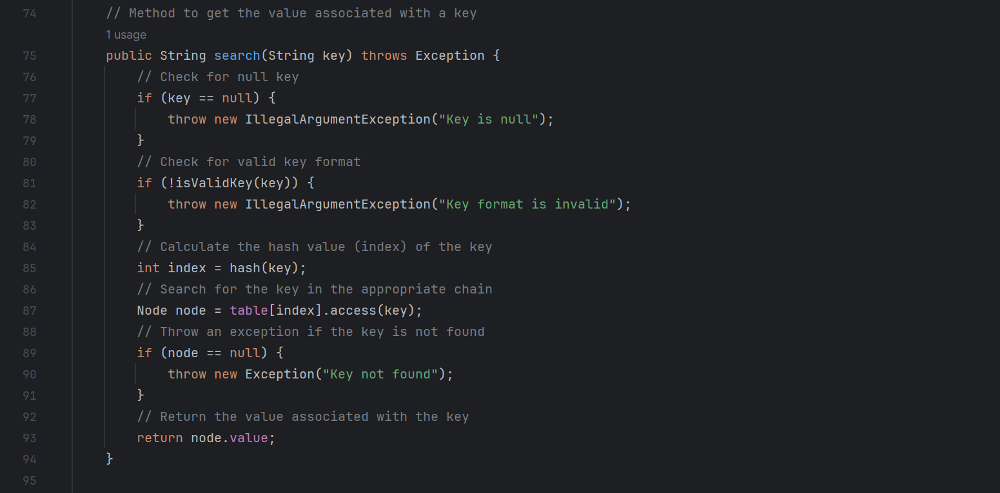 74 // Method to get the value associated with a key
1 usage
75 public String search(String key) throws Exception {
76 // Check for null key
77 if (key == null) {
78 throw new IllegalArgumentException("Key is null");
79 }
80 // Check for valid key format
81 if (!isValidKey(key)) {
82 throw new IllegalArgumentException("Key format is invalid");
83 }
84 // Calculate the hash value (index) of the key
85 int index = hash(key);
86 // Search for the key in the appropriate chain
87 Node node = table[index].access(key);
88 // Throw an exception if the key is not found
89 if (node == null) {
90 throw new Exception("Key not found");
91 }
92 // Return the value associated with the key
93 return node.value;
94 }
95